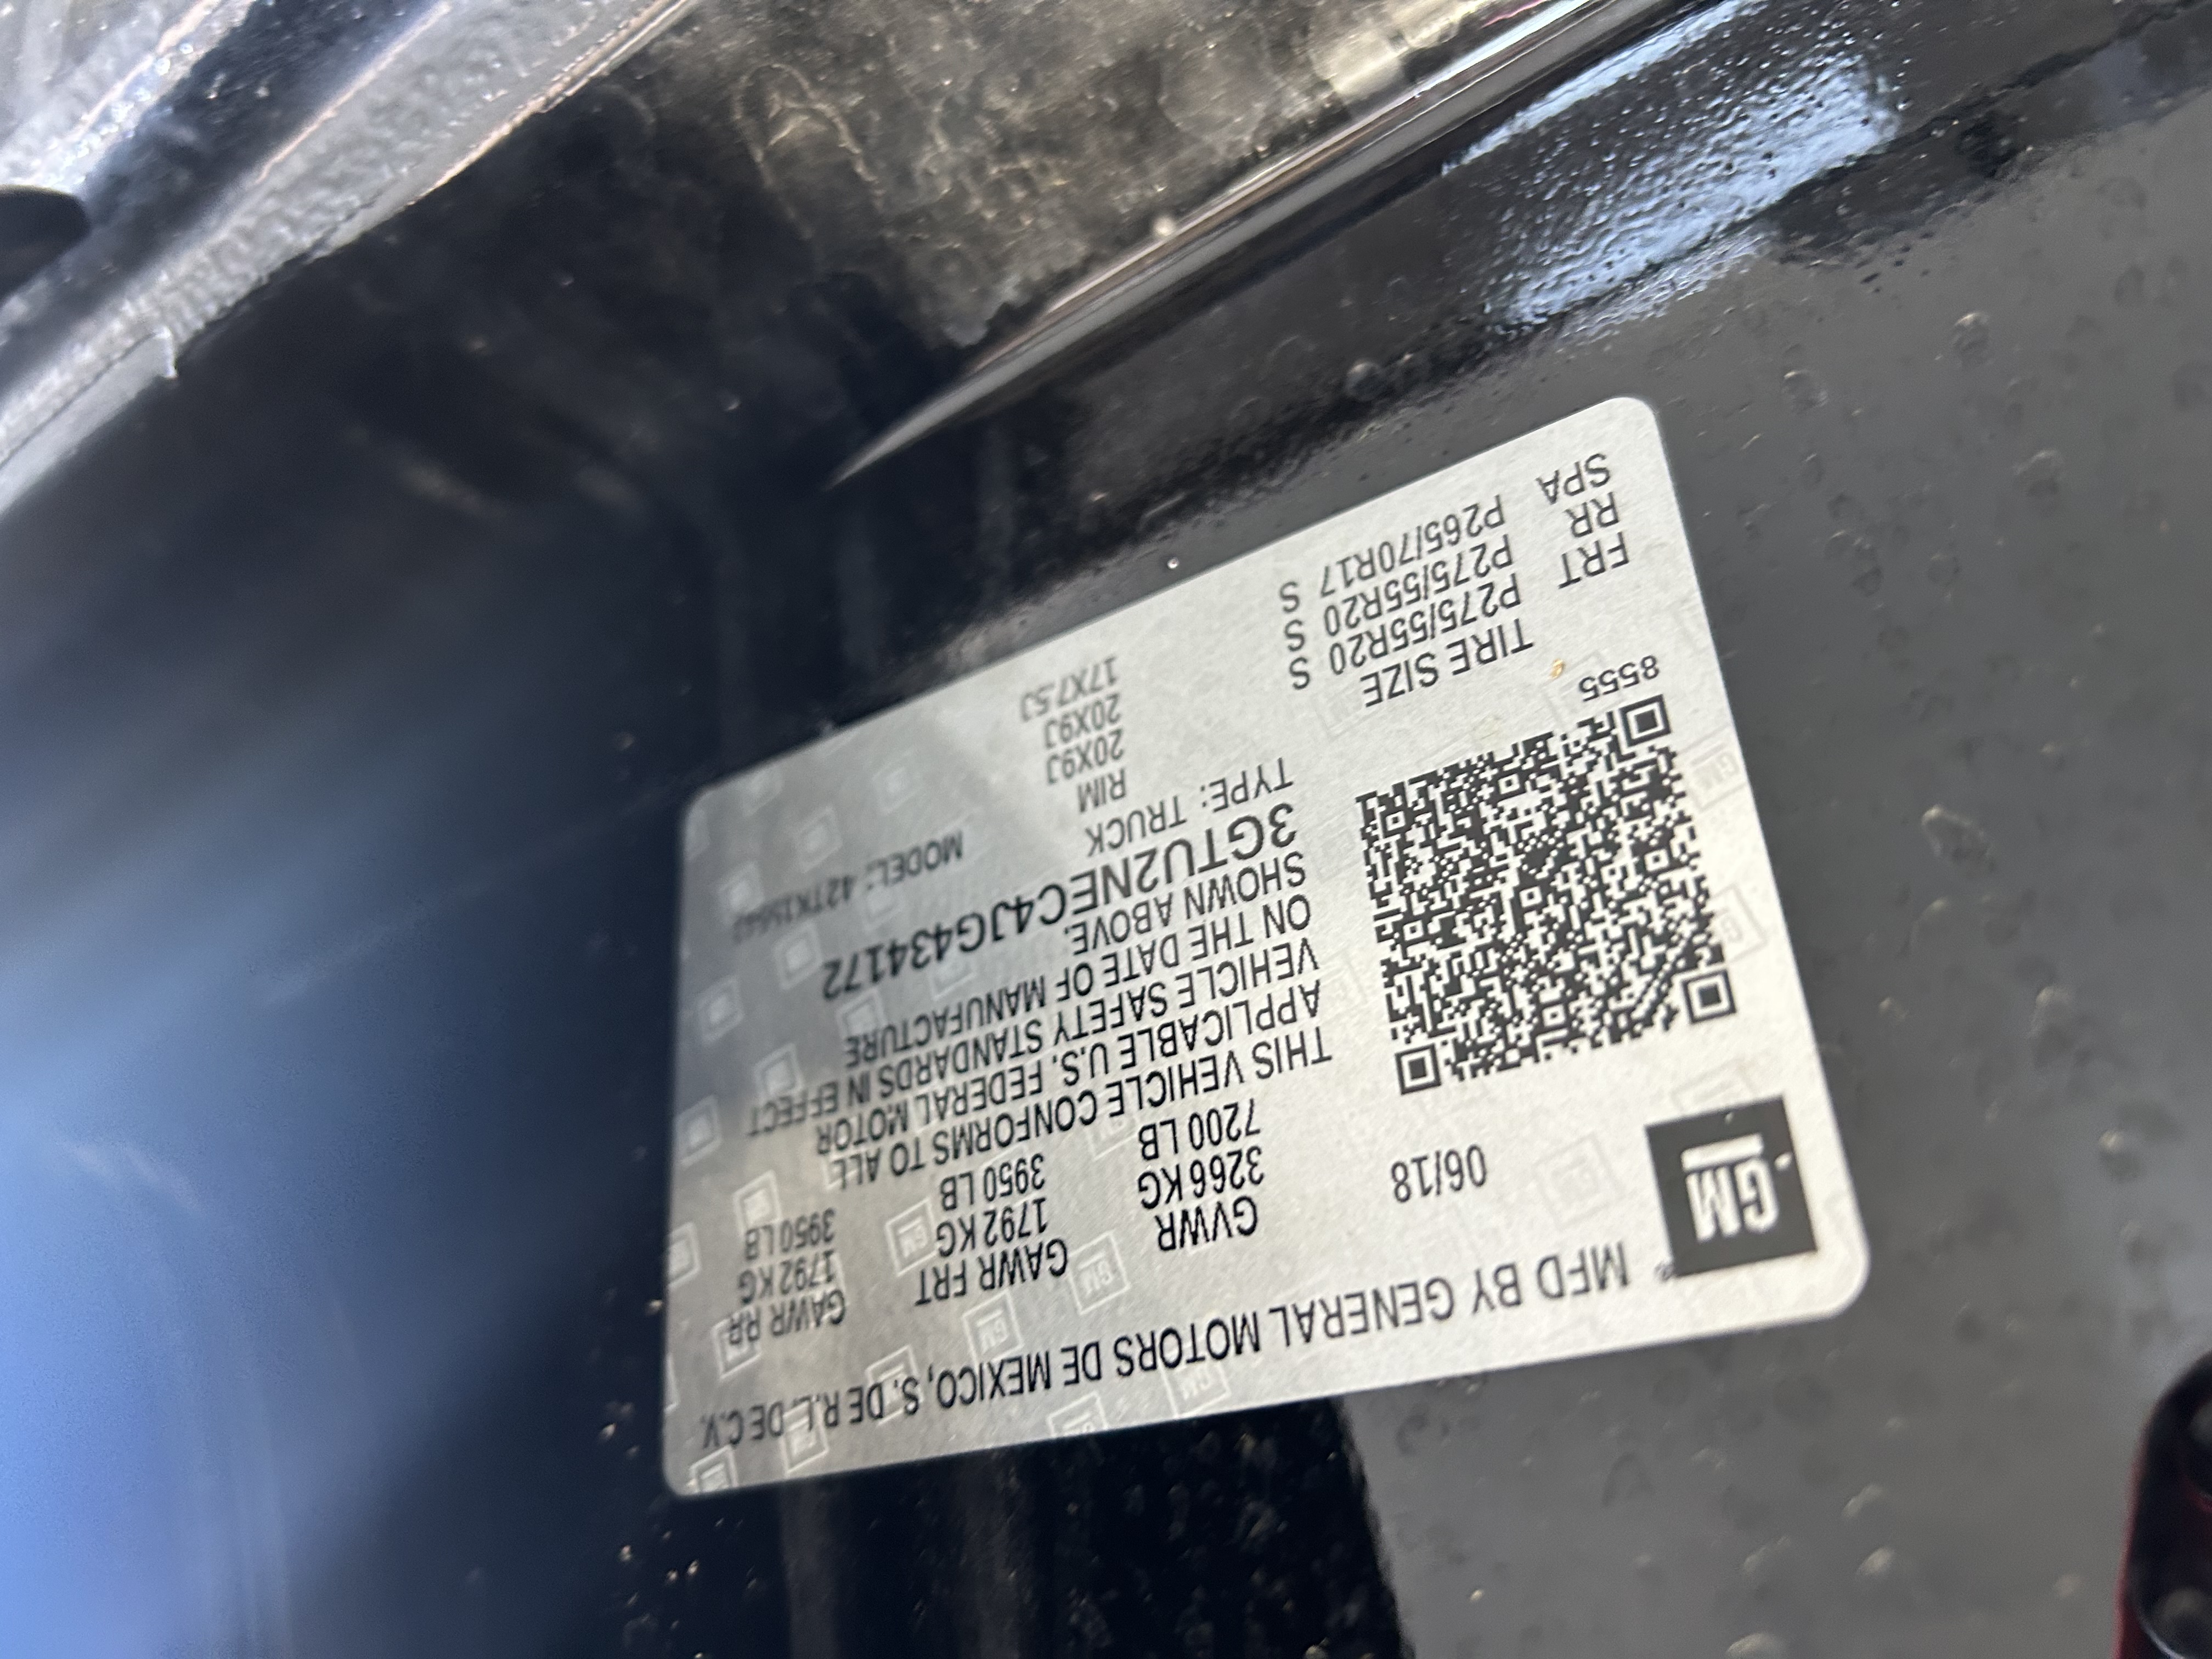 GM
MFD BY GENERAL MOTORS DE MEXICO, S. DE R.L. DE C.V.
06/18
GVWR GAWR FRT GAWR RR
3266 KG 1792 KG 1792 KG
7200 LB 3950 LB 3950 LB
THIS VEHICLE CONFORMS TO ALL
APPLICABLE U.S. FEDERAL MOTOR
VEHICLE SAFETY STANDARDS IN EFFECT
ON THE DATE OF MANUFACTURE
SHOWN ABOVE.
3GTU2NEC4JG434172
TYPE: TRUCK MODEL:
8555
TIRE SIZE RIM
FRT P275/55R20 S 20X9J
RR P275/55R20 S 20X9J
SPA P265/70R17 S 17X7.5J